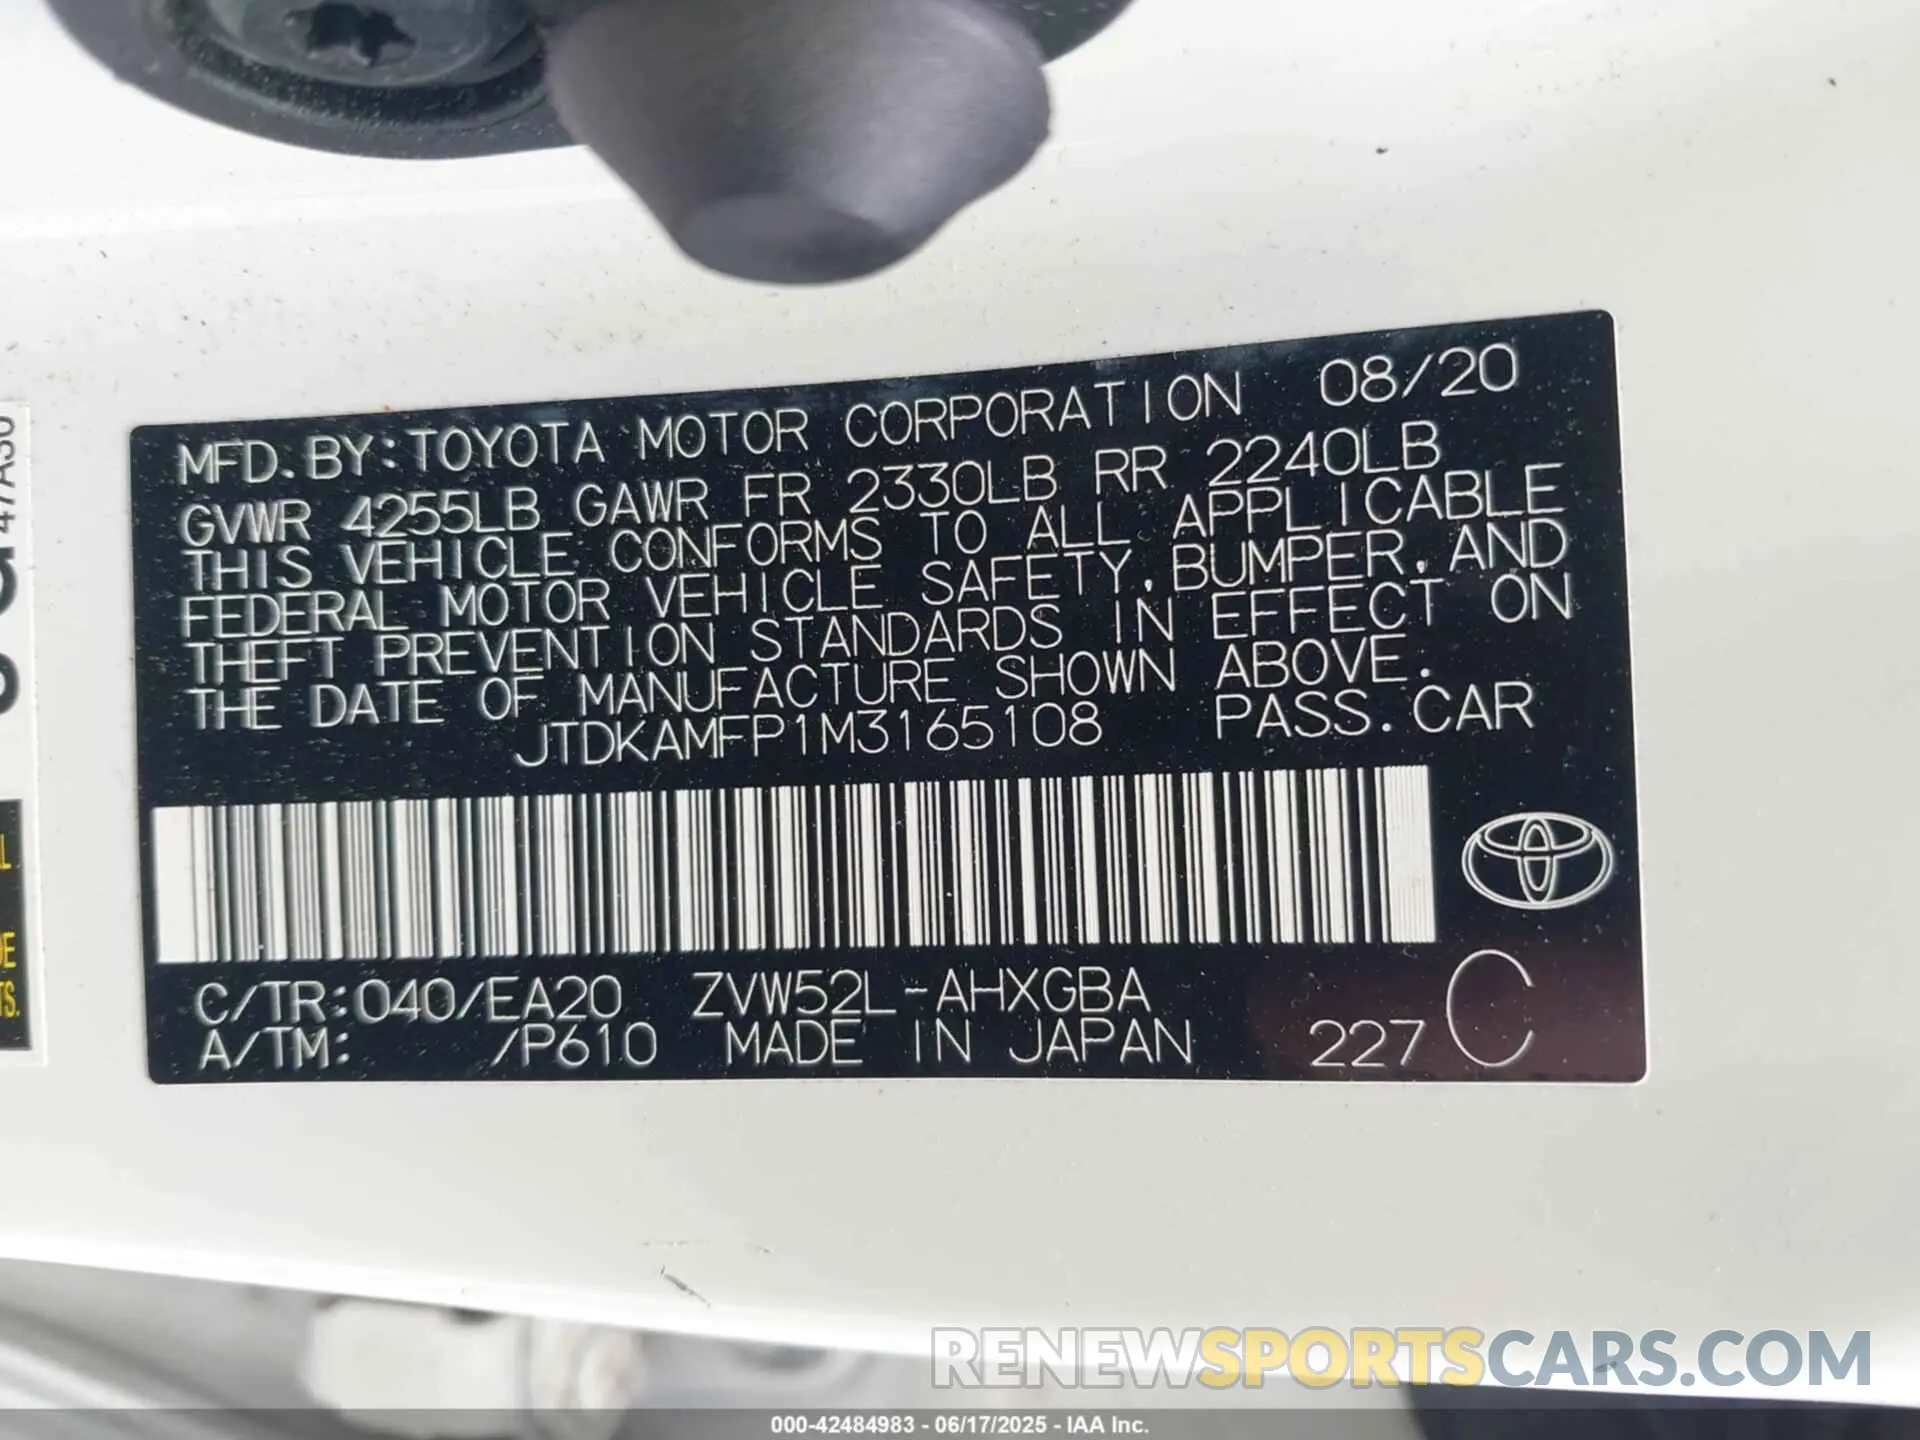 MFD. BY: TOYOTA MOTOR CORPORATION 08/20
GVWR 4255LB GAWR FR 2330LB RR 2240LB
THIS VEHICLE CONFORMS TO ALL APPLICABLE
FEDERAL MOTOR VEHICLE SAFETY, BUMPER, AND
THEFT PREVENTION STANDARDS IN EFFECT ON
THE DATE OF MANUFACTURE SHOWN ABOVE.
JTDKAMFP1M3165108 PASS. CAR
C/TR: 040/EA20 ZVW52L-AHXGBA
A/TM: /P610 MADE IN JAPAN 227 C
RENEWSPORTSCARS.COM
000-42484983 - 06/17/2025 - IAA Inc.